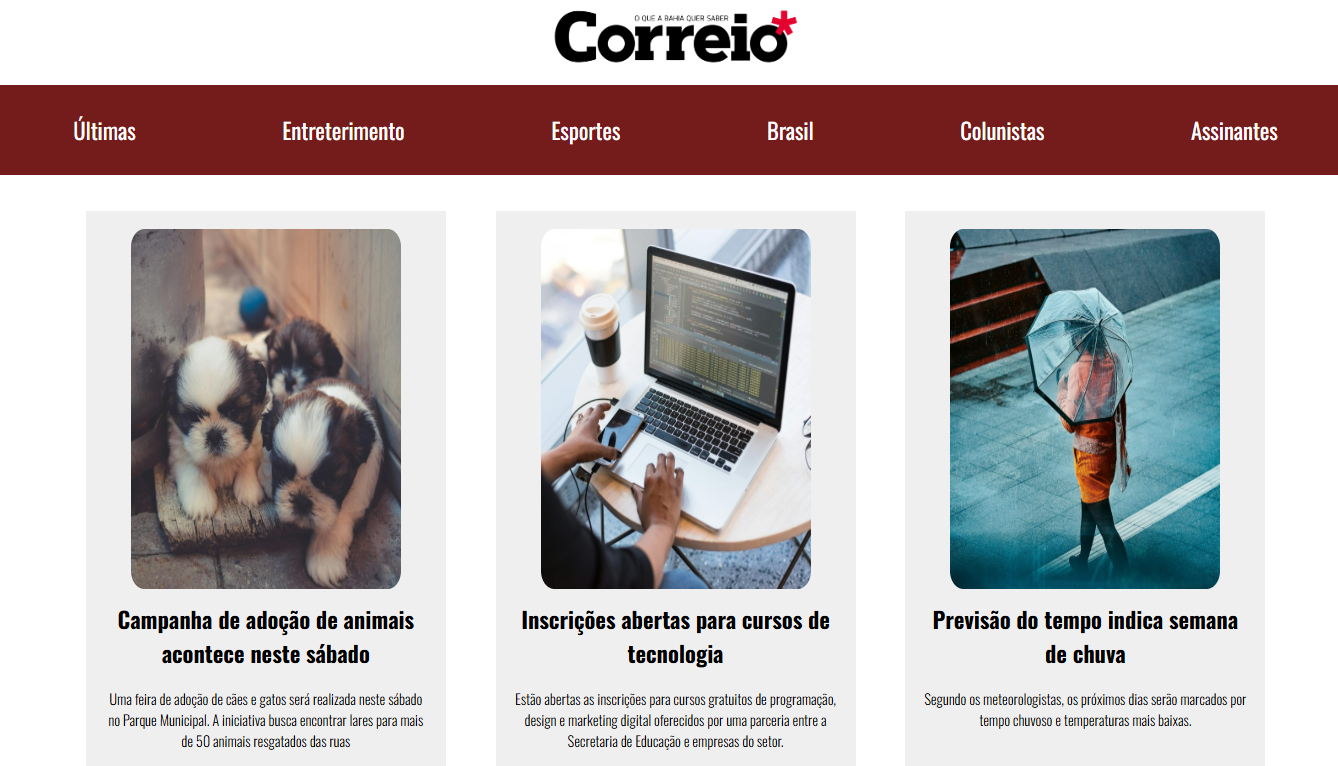 O QUE A BAHIA QUER SABER
Correio*
Últimas
Entreterimento
Esportes
Brasil
Colunistas
Assinantes
Campanha de adoção de animais
acontece neste sábado
Uma feira de adoção de cães e gatos será realizada neste sábado
no Parque Municipal. A iniciativa busca encontrar lares para mais
de 50 animais resgatados das ruas
Inscrições abertas para cursos de
tecnologia
Estão abertas as inscrições para cursos gratuitos de programação,
design e marketing digital oferecidos por uma parceria entre a
Secretaria de Educação e empresas do setor.
Previsão do tempo indica semana
de chuva
Segundo os meteorologistas, os próximos dias serão marcados por
tempo chuvoso e temperaturas mais baixas.